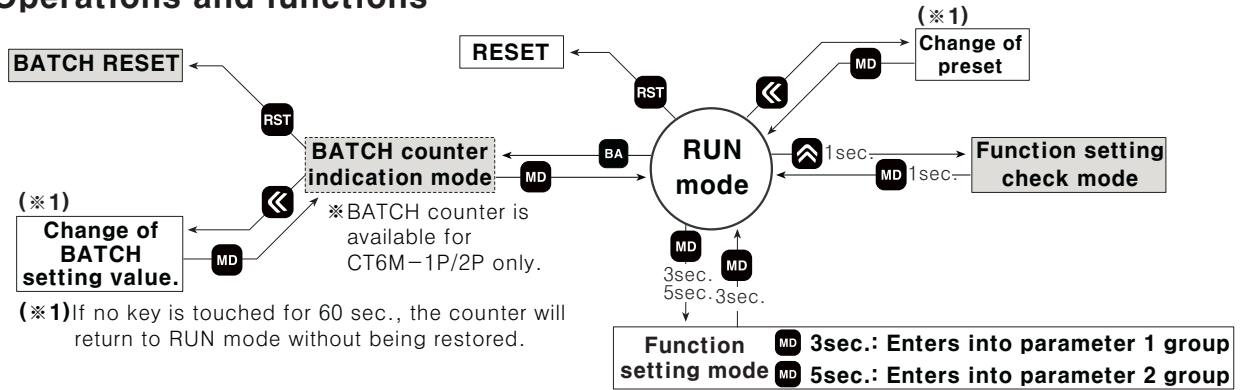 Operations and functions
(※1)
Change of
preset
RESET
BATCH RESET
MD
RST
RST
RUN
mode
BATCH counter
indication mode
BA
MD
1sec.
MD 1sec.
Function setting
check mode
(※1)
Change of
BATCH
setting value.
MD
※BATCH counter is
available for
CT6M-1P/2P only.
MD
3sec.
5sec.
MD
3sec.
(※1)If no key is touched for 60 sec., the counter will
return to RUN mode without being restored.
Function
setting mode
MD 3sec.: Enters into parameter 1 group
MD 5sec.: Enters into parameter 2 group